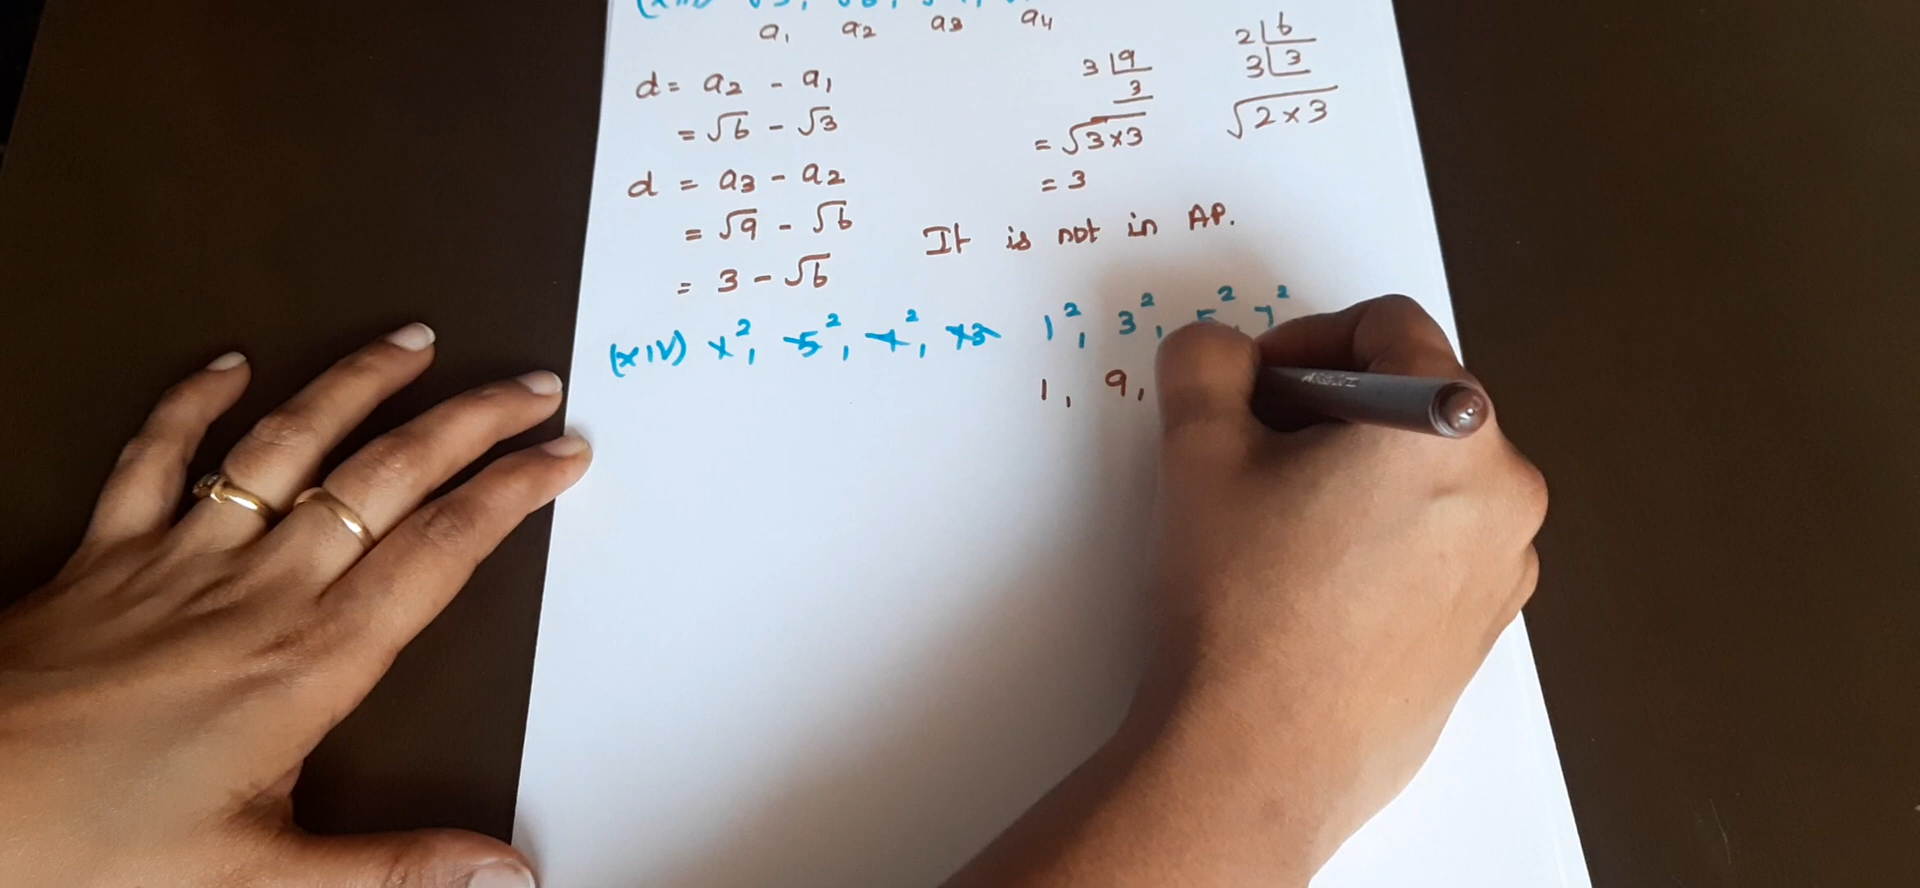 a1 a2 a3 a4
d = a2 - a1
= √6 - √3
d = a3 - a2
= √9 - √6
= 3 - √6
3 9
3
= √3×3
= 3
2 6
3 3
√2×3
It is not in AP.
(xiv) 1², 3², 5², 7²
1, 9,